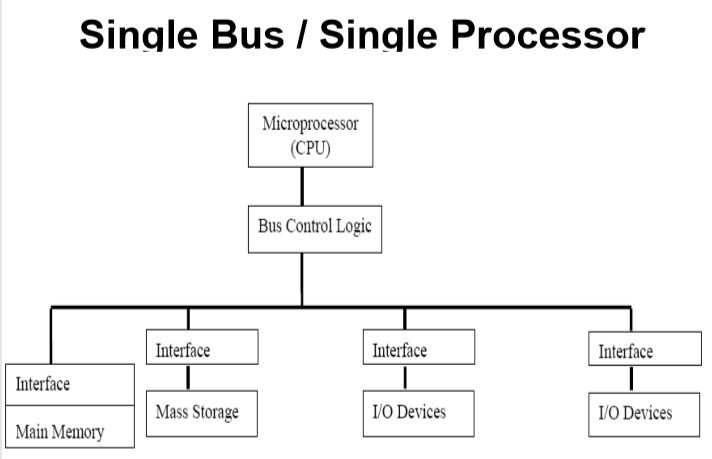 Single Bus / Single Processor
Microprocessor
(CPU)
Bus Control Logic
Interface
Interface
Interface
Interface
Main Memory
Mass Storage
I/O Devices
I/O Devices